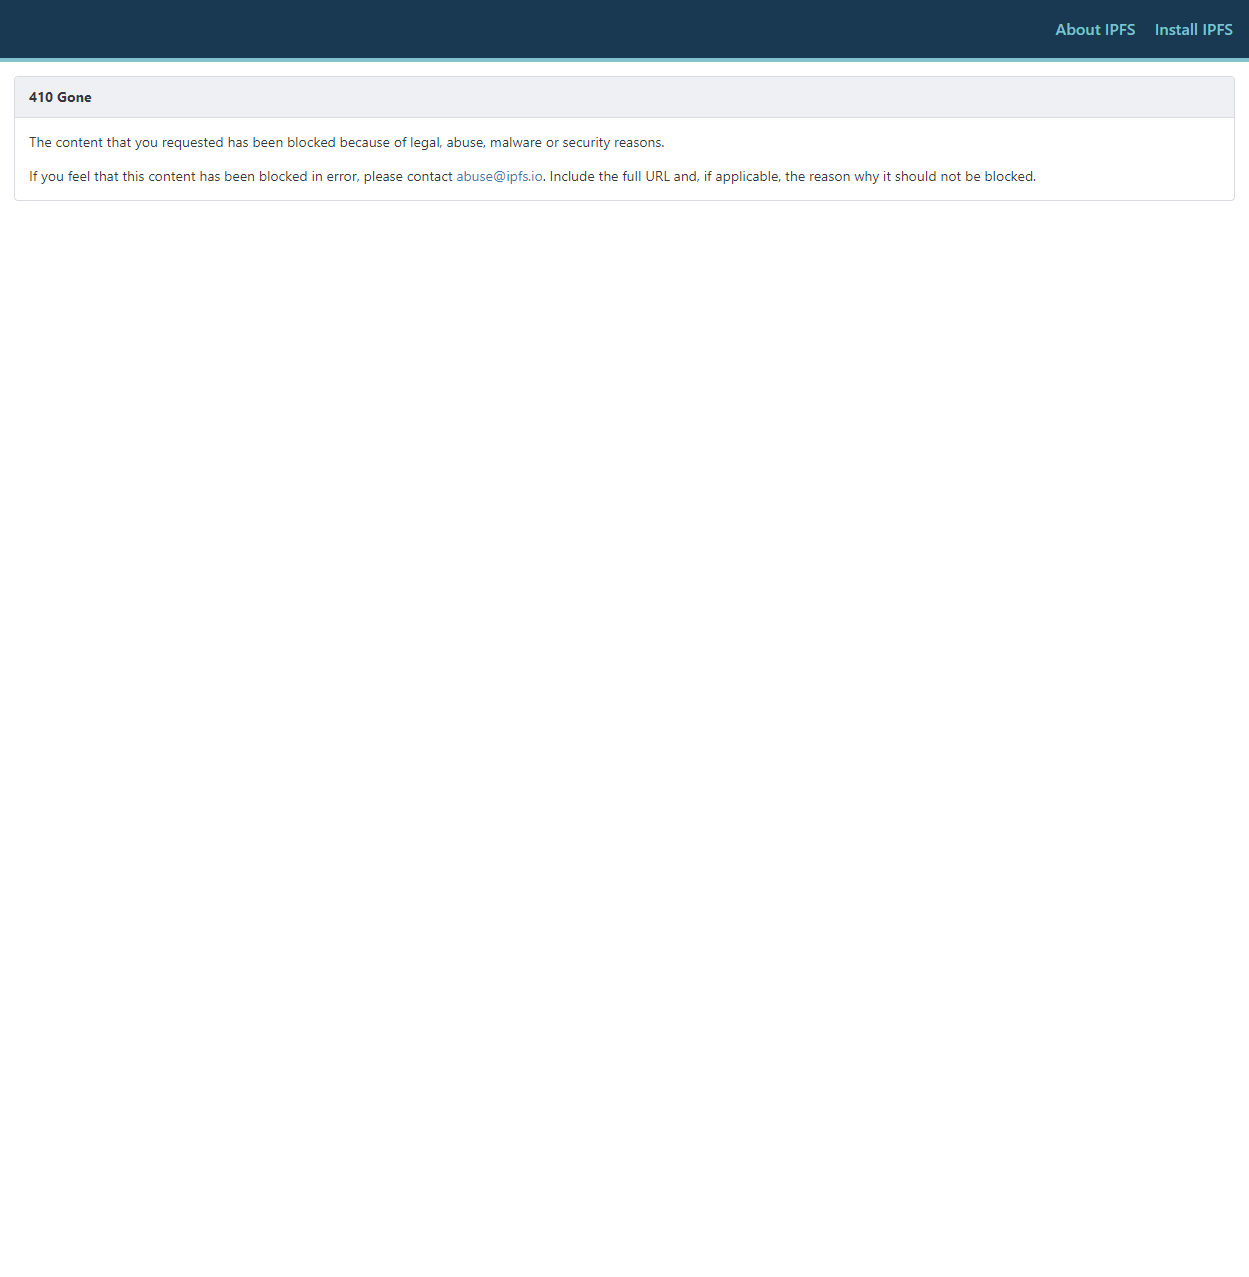 About IPFS Install IPFS
410 Gone
The content that you requested has been blocked because of legal, abuse, malware or security reasons.
If you feel that this content has been blocked in error, please contact abuse@ipfs.io. Include the full URL and, if applicable, the reason why it should not be blocked.